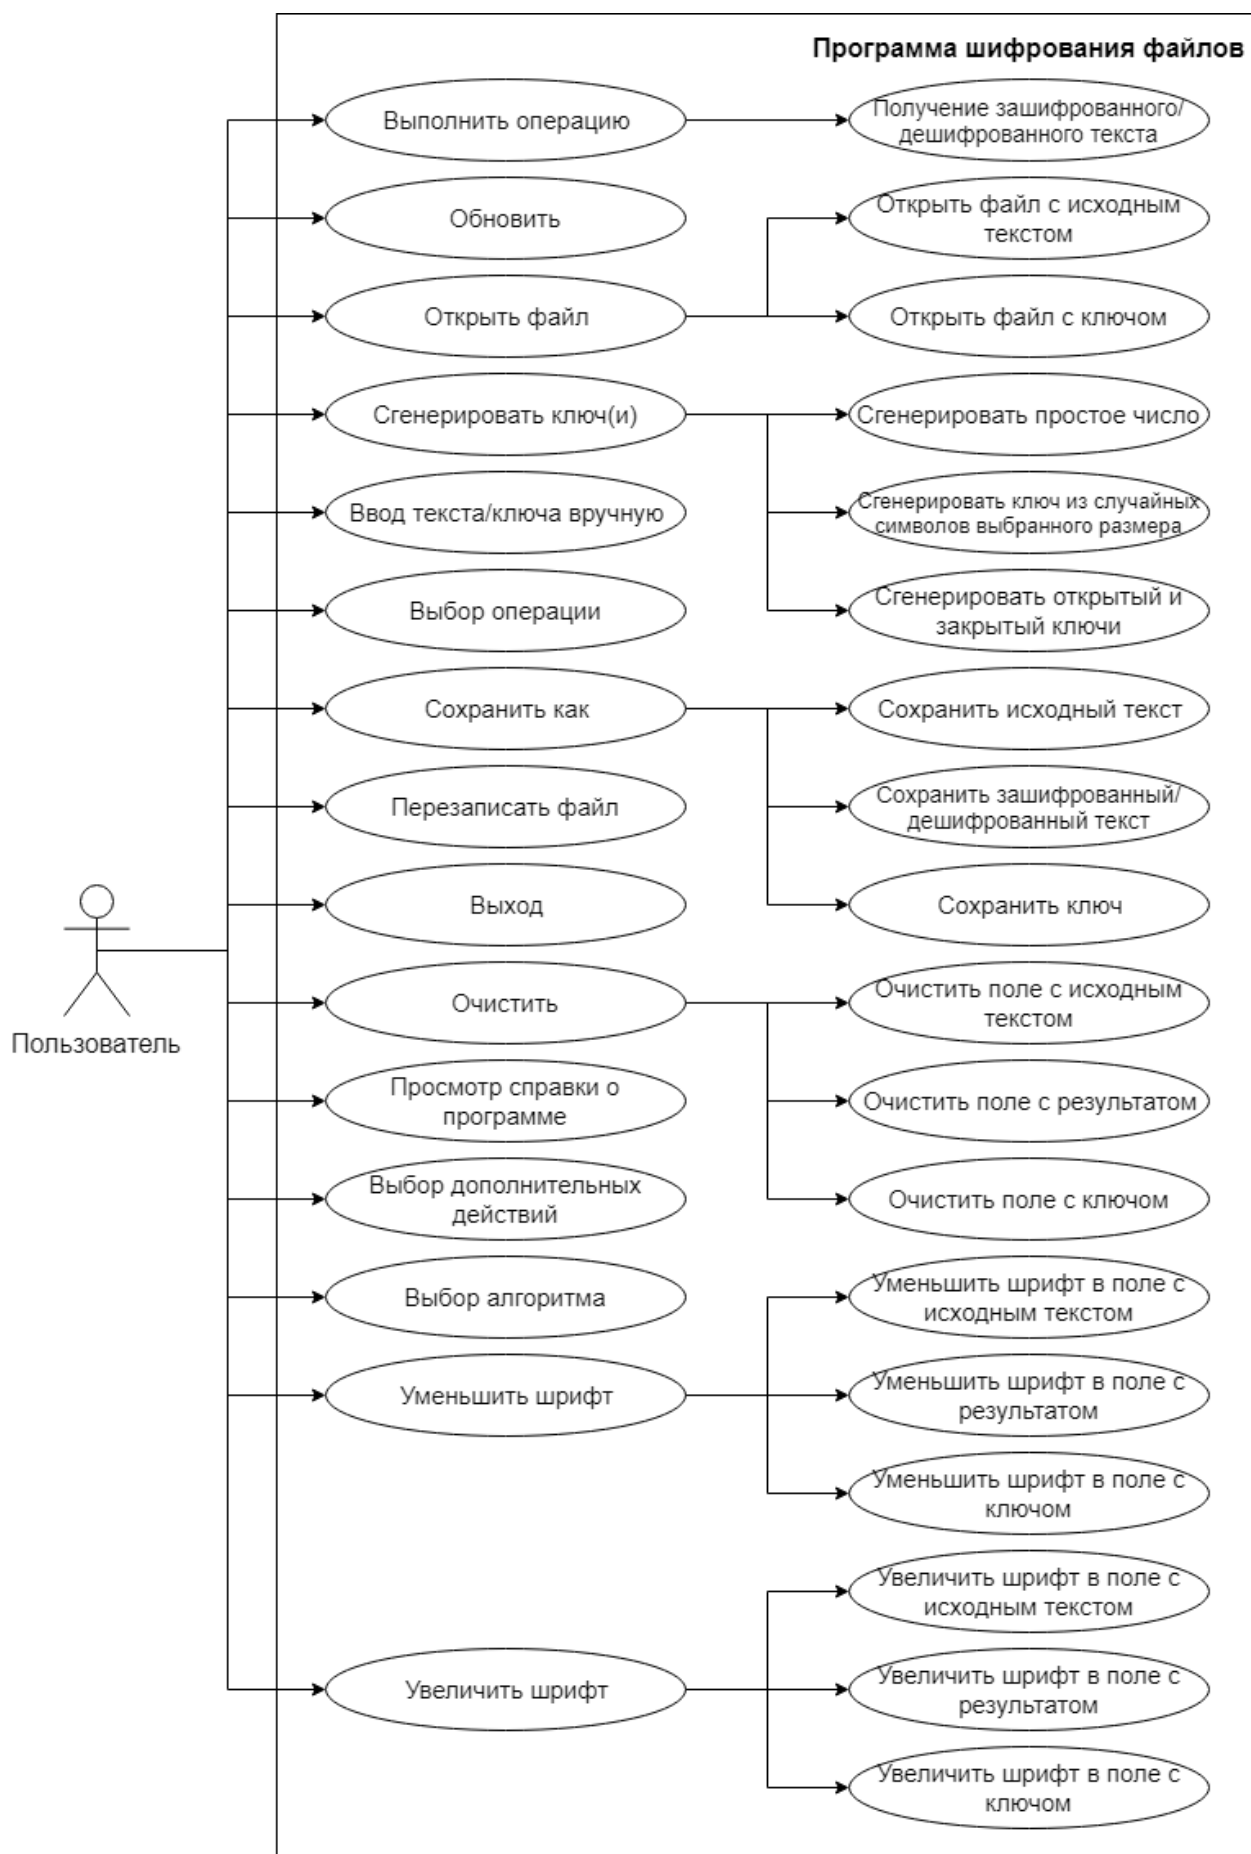 Программа шифрования файлов
Выполнить операцию
Получение зашифрованного/
дешифрованного текста
Обновить
Открыть файл с исходным
текстом
Открыть файл
Открыть файл с ключом
Сгенерировать ключ(и)
Сгенерировать простое число
Ввод текста/ключа вручную
Сгенерировать ключ из случайных
символов выбранного размера
Выбор операции
Сгенерировать открытый и
закрытый ключи
Сохранить как
Сохранить исходный текст
Перезаписать файл
Сохранить зашифрованный/
дешифрованный текст
Выход
Сохранить ключ
Очистить
Очистить поле с исходным
текстом
Пользователь
Просмотр справки о
программе
Очистить поле с результатом
Выбор дополнительных
действий
Очистить поле с ключом
Выбор алгоритма
Уменьшить шрифт в поле с
исходным текстом
Уменьшить шрифт
Уменьшить шрифт в поле с
результатом
Уменьшить шрифт в поле с
ключом
Увеличить шрифт в поле с
исходным текстом
Увеличить шрифт
Увеличить шрифт в поле с
результатом
Увеличить шрифт в поле с
ключом